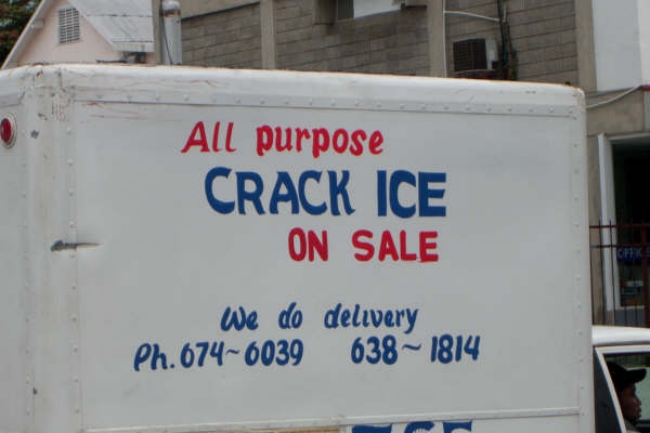 All purpose
CRACK ICE
ON SALE
We do delivery
Ph. 674~6039 638~1814